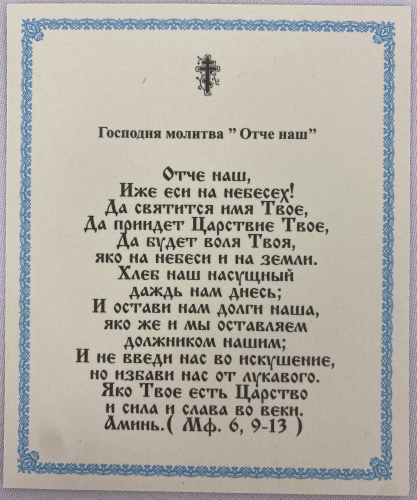 Господня молитва ” Отче наш”
Отче наш,
Иже еси на небесех!
Да святится имя Твое,
Да приидет Царствие Твое,
Да будет воля Твоя,
яко на небеси и на земли.
Хлеб наш насущный
даждь нам днесь;
И остави нам долги наша,
яко же и мы оставляем
должником нашим;
И не введи нас во искушение,
но избави нас от лукавого.
Яко Твое есть Царство
и сила и слава во веки.
Аминь.( Мф. 6, 9-13 )